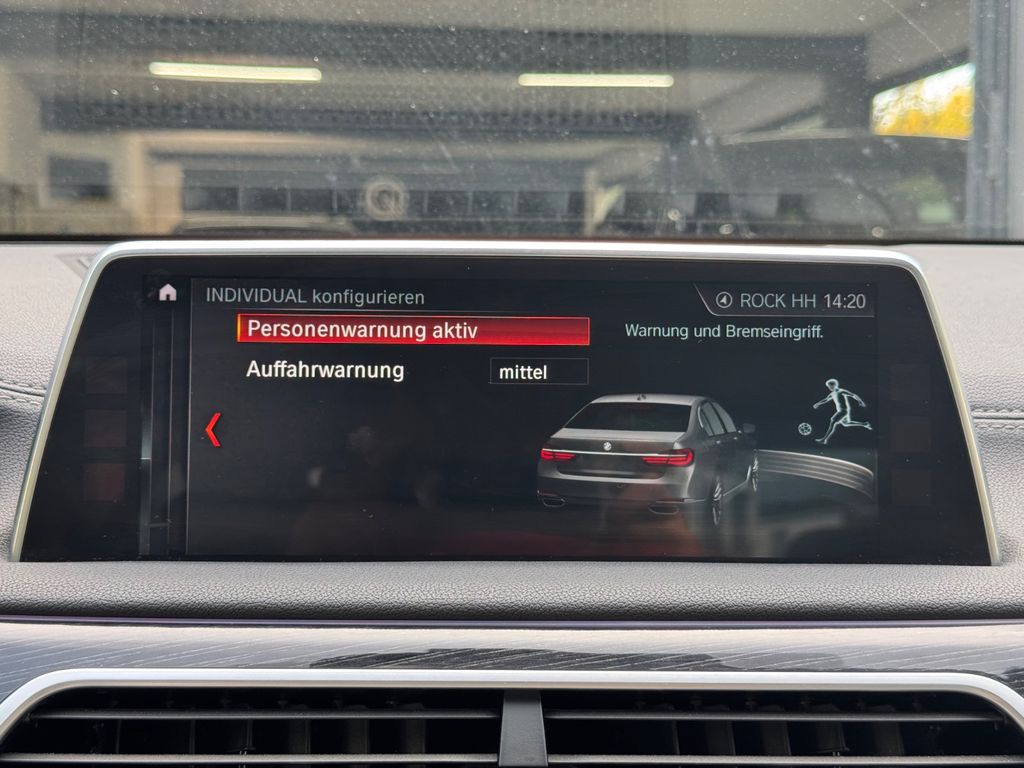 INDIVIDUAL konfigurieren
ROCK HH 14:20
Personenwarnung aktiv
Warnung und Bremseingriff.
Auffahrwarnung mittel